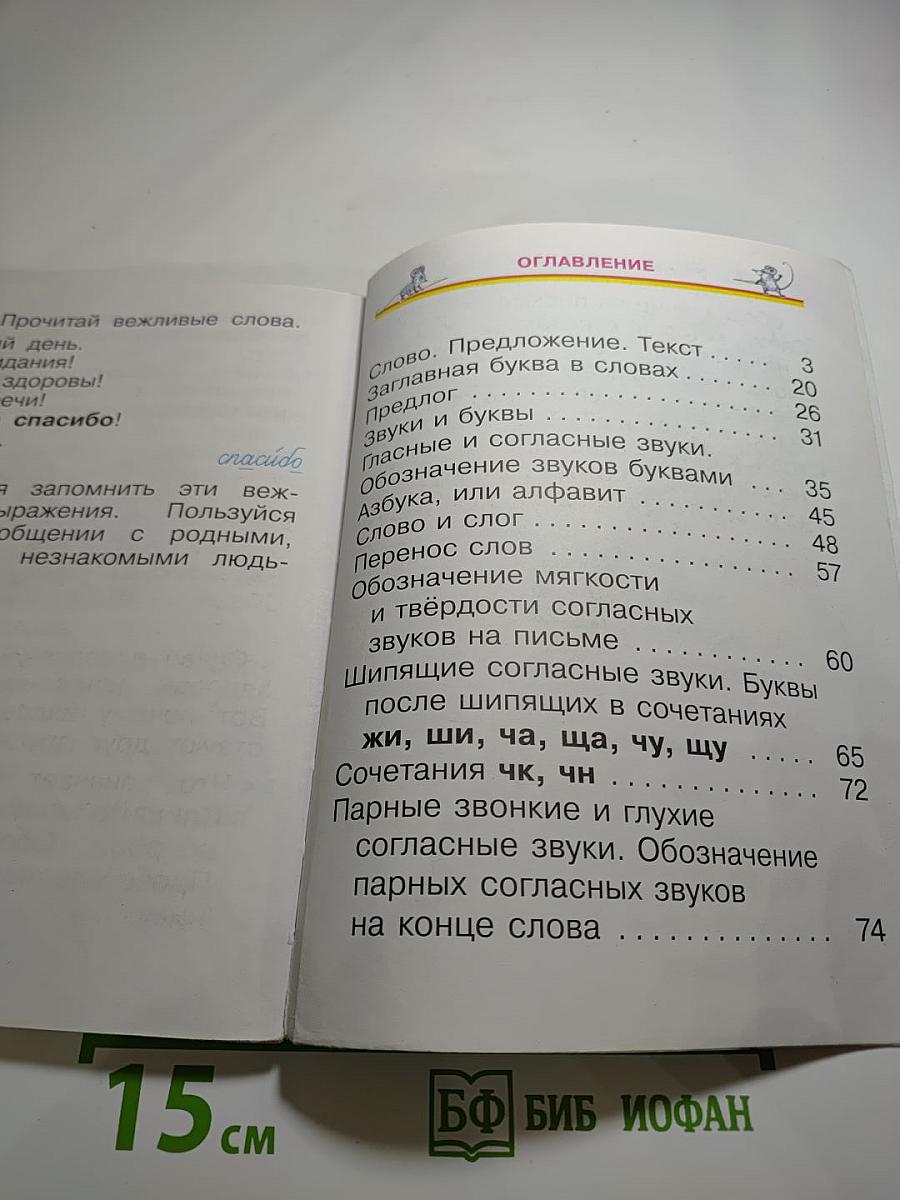 Прочитай вежливые слова.
день.
здоровы!
спасибо!
спасибо
запомнить эти веж-
Пользуйся
общении с родными,
незнакомыми людь-
ОГЛАВЛЕНИЕ
Слово. Предложение. Текст ..... 3
Заглавная буква в словах .......... 20
Предлог .......... 26
Звуки и буквы .......... 31
Гласные и согласные звуки.
Обозначение звуков буквами ... 35
Азбука, или алфавит .......... 45
Слово и слог .......... 48
Перенос слов .......... 57
Обозначение мягкости
и твёрдости согласных
звуков на письме .......... 60
Шипящие согласные звуки. Буквы
после шипящих в сочетаниях
жи, ши, ча, ща, чу, щу ..... 65
Сочетания чк, чн .......... 72
Парные звонкие и глухие
согласные звуки. Обозначение
парных согласных звуков
на конце слова .......... 74
15 см
БФ БИБ ИОФАН